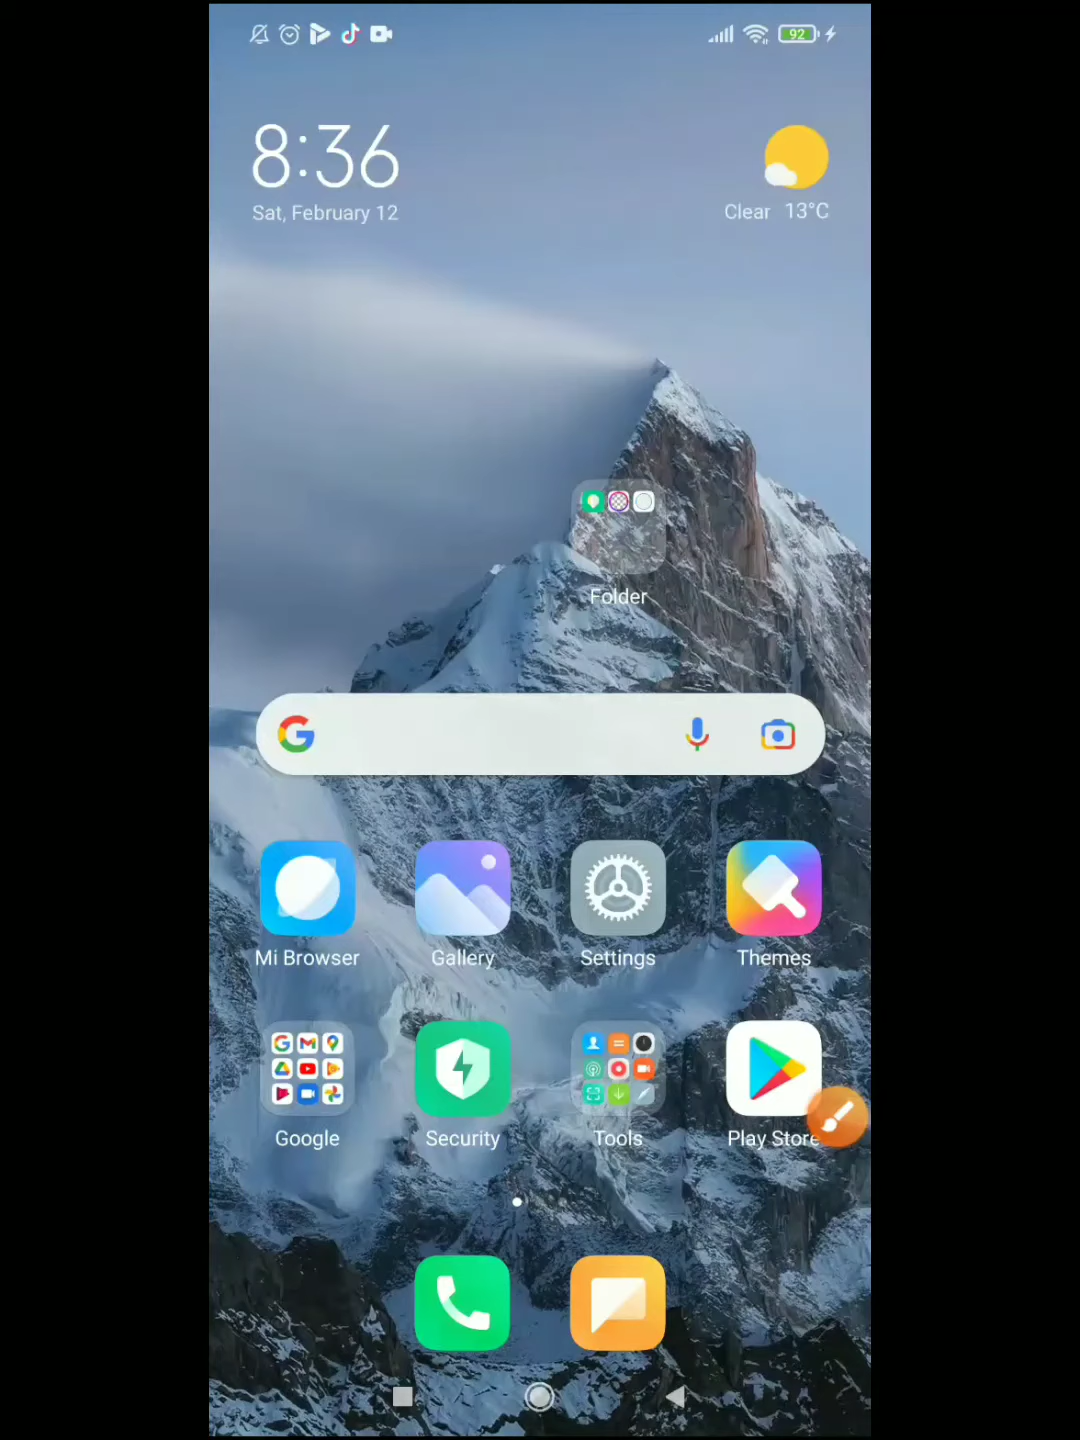 92
8:36
Sat, February 12
Clear 13°C
Folder
Mi Browser
Gallery
Settings
Themes
Google
Security
Tools
Play Store